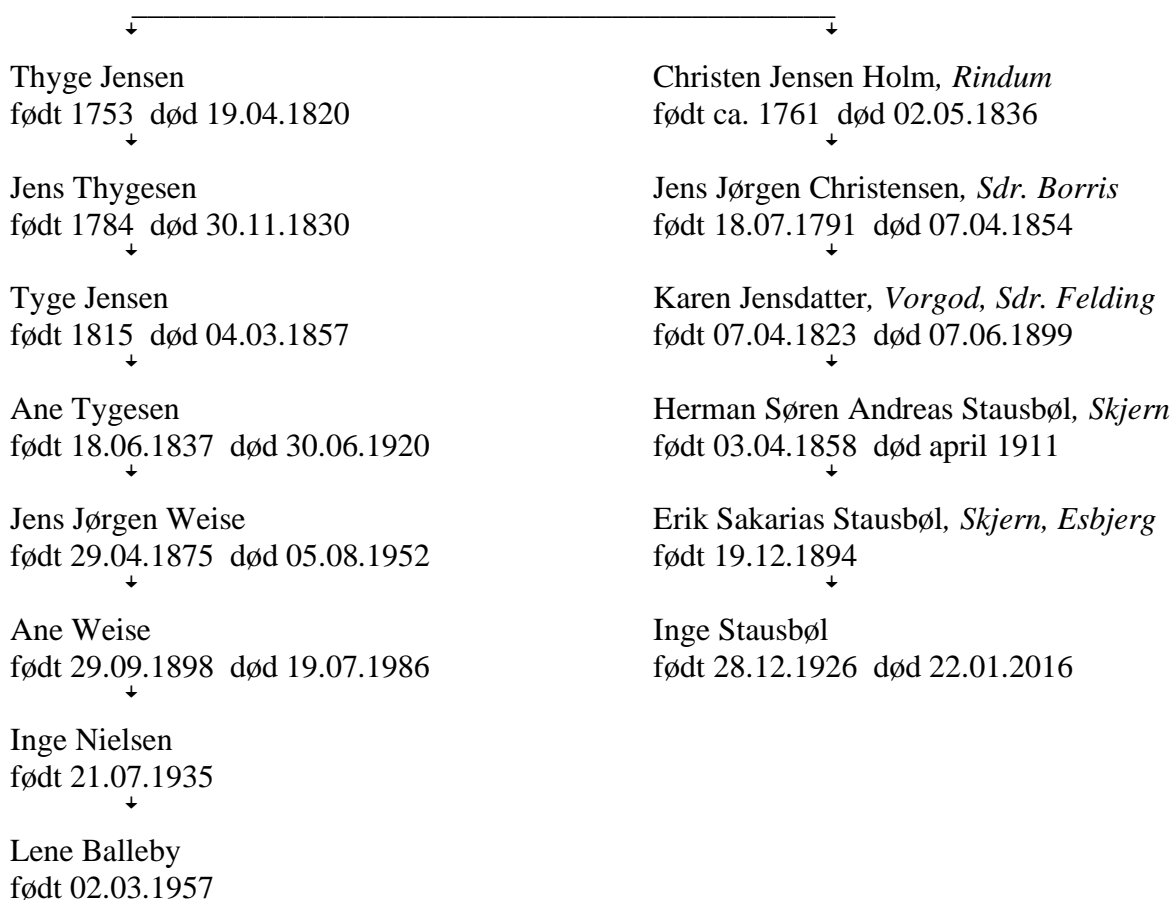 Thyge Jensen
født 1753 død 19.04.1820
Jens Thygesen
født 1784 død 30.11.1830
Tyge Jensen
født 1815 død 04.03.1857
Ane Tygesen
født 18.06.1837 død 30.06.1920
Jens Jørgen Weise
født 29.04.1875 død 05.08.1952
Ane Weise
født 29.09.1898 død 19.07.1986
Inge Nielsen
født 21.07.1935
Lene Balleby
født 02.03.1957
Christen Jensen Holm, Rindum
født ca. 1761 død 02.05.1836
Jens Jørgen Christensen, Sdr. Borris
født 18.07.1791 død 07.04.1854
Karen Jensdatter, Vorgod, Sdr. Felding
født 07.04.1823 død 07.06.1899
Herman Søren Andreas Stausbøl, Skjern
født 03.04.1858 død april 1911
Erik Sakarias Stausbøl, Skjern, Esbjerg
født 19.12.1894
Inge Stausbøl
født 28.12.1926 død 22.01.2016